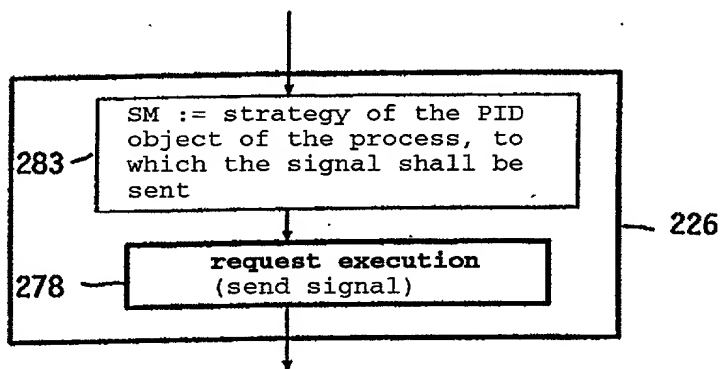 SM := strategy of the PID
object of the process, to
which the signal shall be
sent
283
226
request execution
(send signal)
278